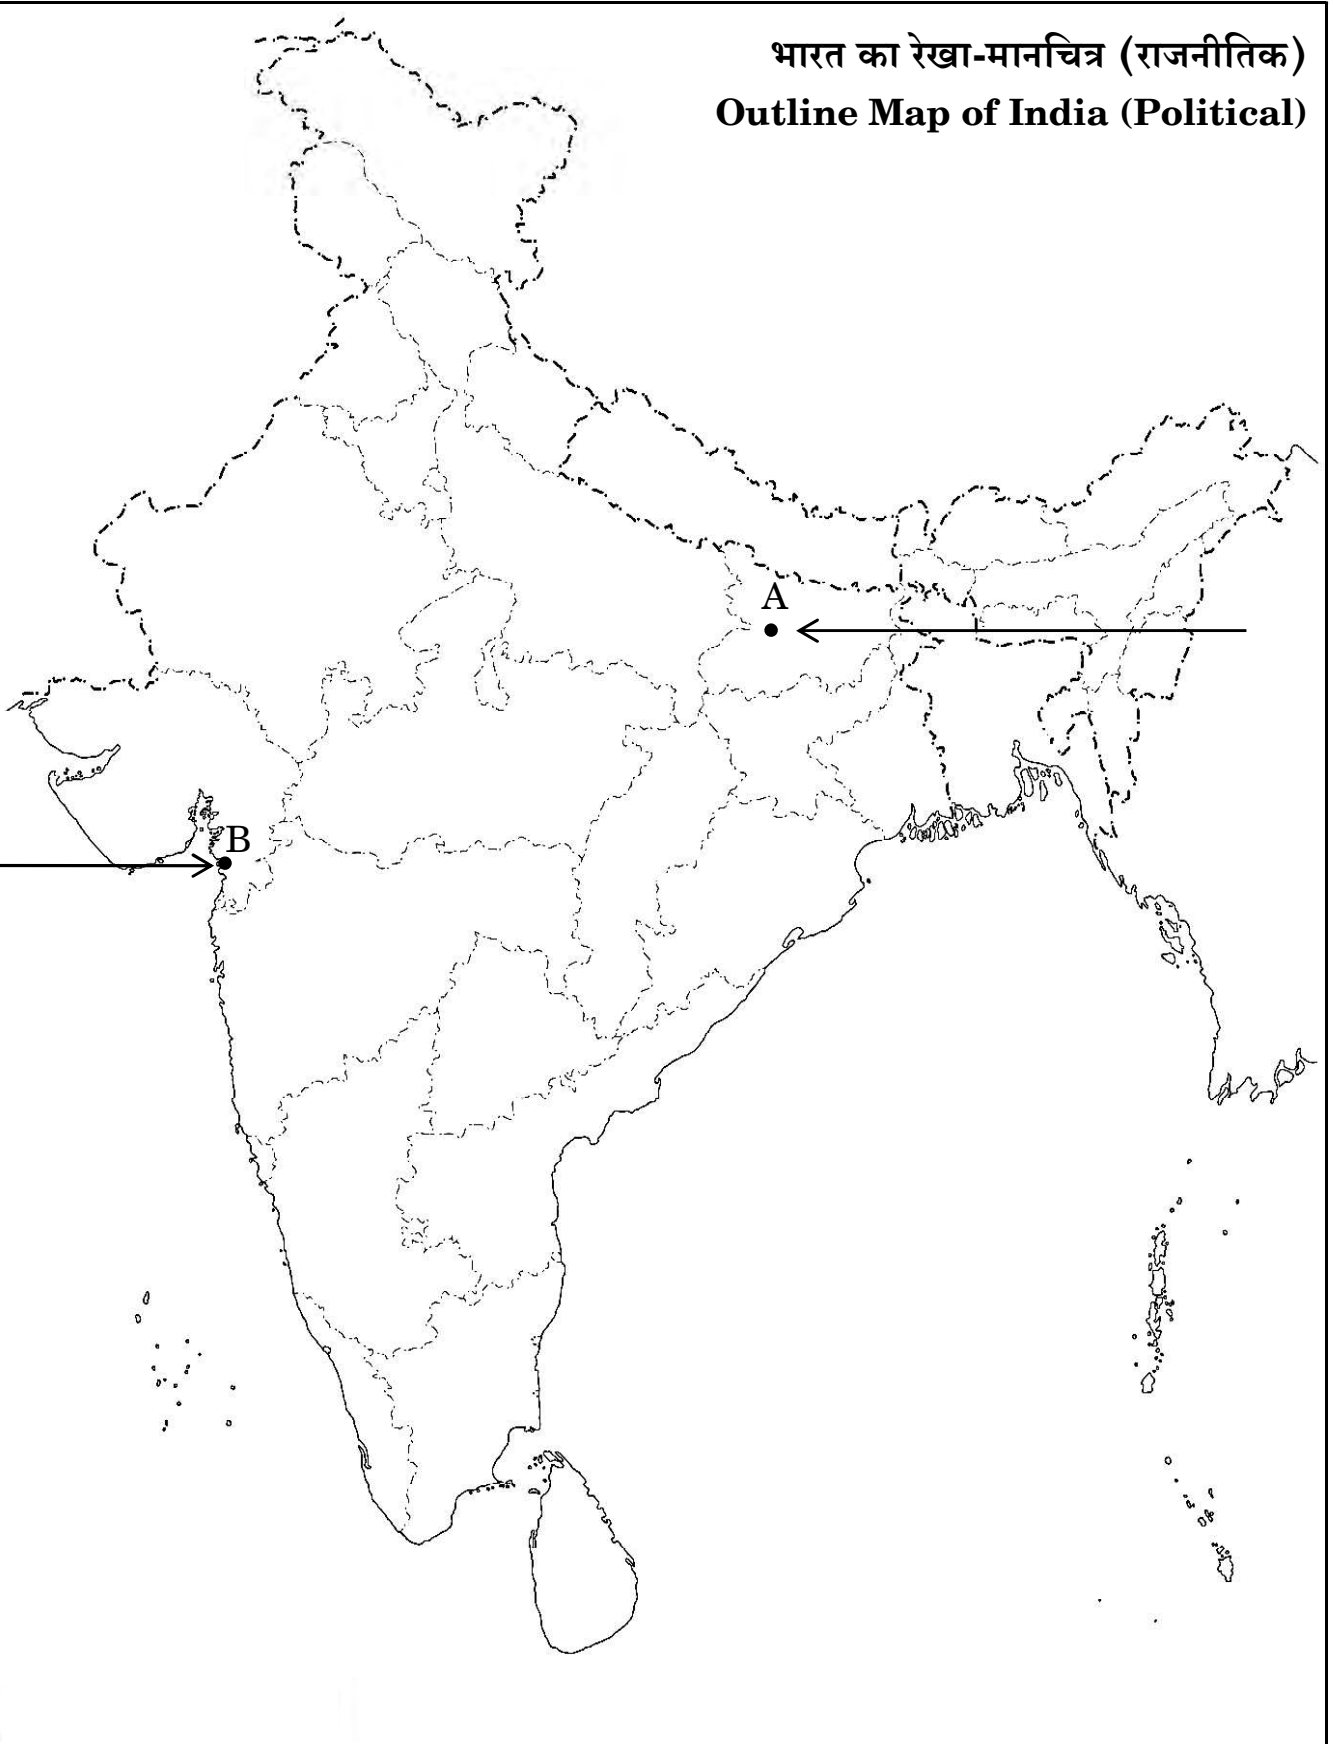 भारत का रेखा-मानचित्र (राजनीतिक)
Outline Map of India (Political)
A
B